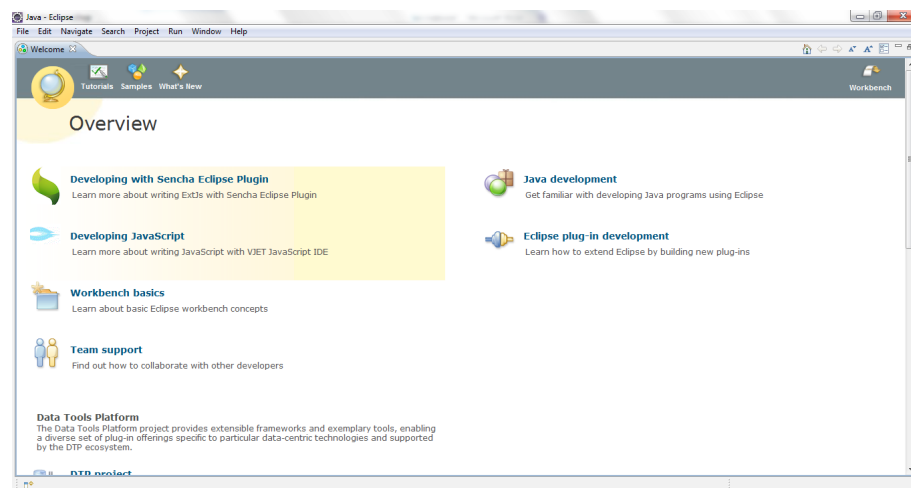 Java - Eclipse
File Edit Navigate Search Project Run Window Help
Welcome
Tutorials Samples What's New
Workbench
Overview
Developing with Sencha Eclipse Plugin
Learn more about writing ExtJs with Sencha Eclipse Plugin
Java development
Get familiar with developing Java programs using Eclipse
Developing JavaScript
Learn more about writing JavaScript with VJET JavaScript IDE
Eclipse plug-in development
Learn how to extend Eclipse by building new plug-ins
Workbench basics
Learn about basic Eclipse workbench concepts
Team support
Find out how to collaborate with other developers
Data Tools Platform
The Data Tools Platform project provides extensible frameworks and exemplary tools, enabling
a diverse set of plug-in offerings specific to particular data-centric technologies and supported
by the DTP ecosystem.
DTP project